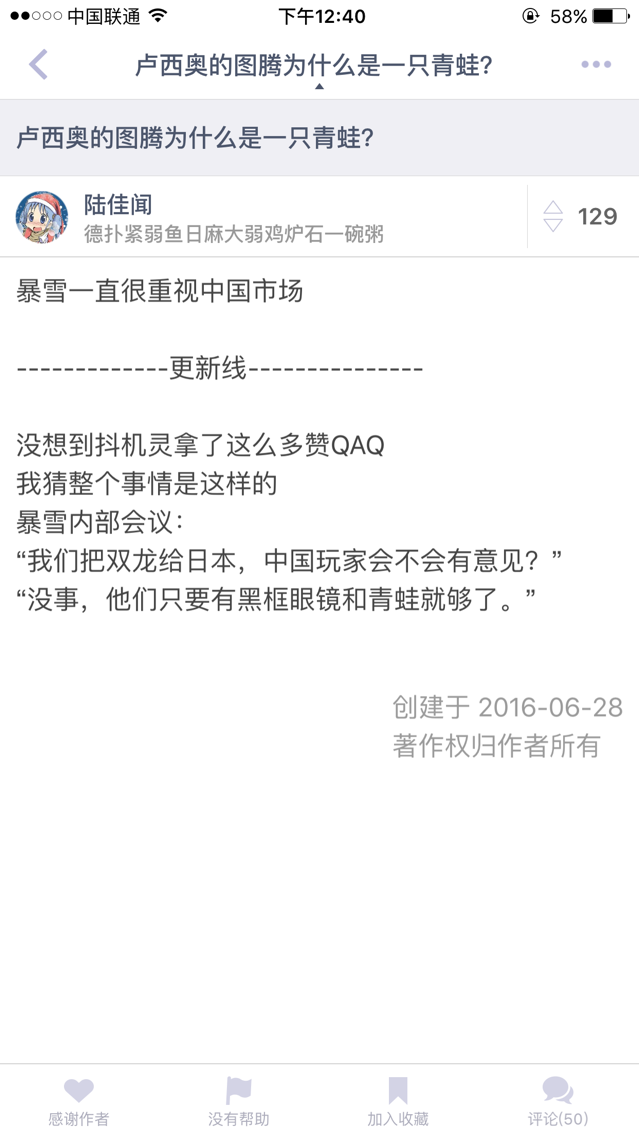 中国联通 下午12:40 58%
卢西奥的图腾为什么是一只青蛙?
卢西奥的图腾为什么是一只青蛙?
陆佳闻
德扑紧弱鱼日麻大弱鸡炉石一碗粥
129
暴雪一直很重视中国市场
-------------更新线---------------
没想到抖机灵拿了这么多赞QAQ
我猜整个事情是这样的
暴雪内部会议：
“我们把双龙给日本，中国玩家会不会有意见？”
“没事，他们只要有黑框眼镜和青蛙就够了。”
创建于 2016-06-28
著作权归作者所有
感谢作者 没有帮助 加入收藏 评论(50)